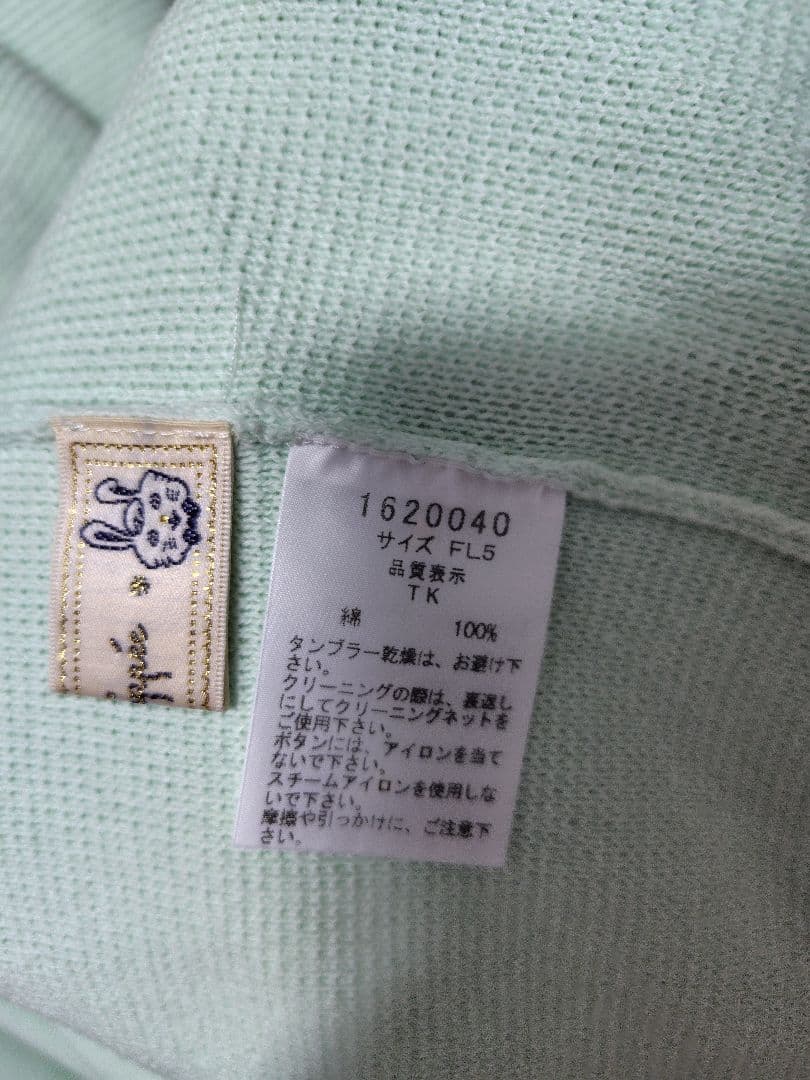 1620040
サイズ FL5
品質表示
TK
綿 100%
タンブラー乾燥は、お避け下
さい。
クリーニングの際は、裏返し
にしてクリーニングネットを
ご使用下さい。
ボタンには、アイロンを当て
ないで下さい。
スチームアイロンを使用しな
いで下さい。
摩擦や引っかけに、ご注意下
さい。